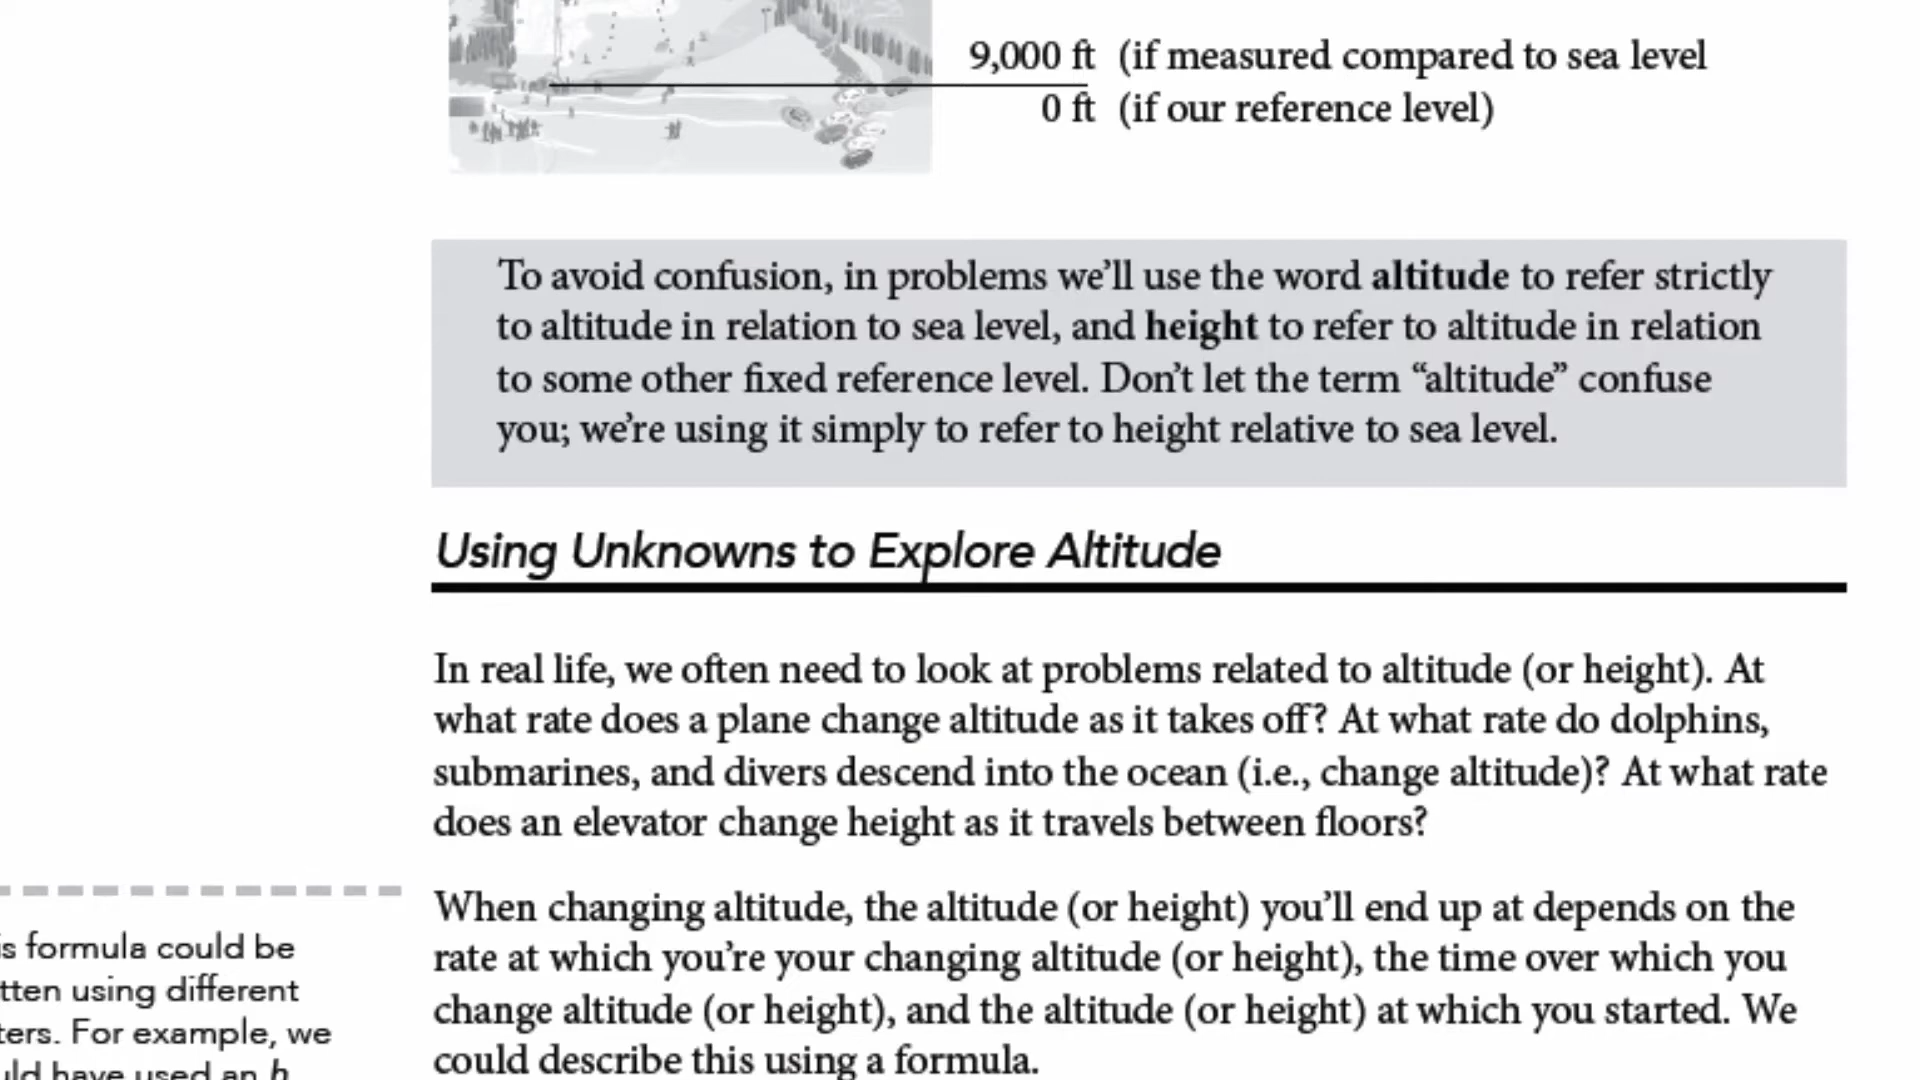 9,000 ft (if measured compared to sea level
0 ft (if our reference level)
To avoid confusion, in problems we’ll use the word altitude to refer strictly
to altitude in relation to sea level, and height to refer to altitude in relation
to some other fixed reference level. Don’t let the term “altitude” confuse
you; we’re using it simply to refer to height relative to sea level.
Using Unknowns to Explore Altitude
In real life, we often need to look at problems related to altitude (or height). At
what rate does a plane change altitude as it takes off? At what rate do dolphins,
submarines, and divers descend into the ocean (i.e., change altitude)? At what rate
does an elevator change height as it travels between floors?
When changing altitude, the altitude (or height) you’ll end up at depends on the
rate at which you’re your changing altitude (or height), the time over which you
change altitude (or height), and the altitude (or height) at which you started. We
could describe this using a formula.
is formula could be
tten using different
ters. For example, we
uld have used an h